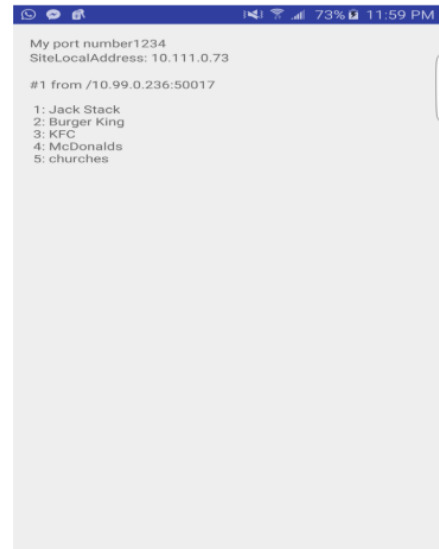 73% 11:59 PM
My port number1234
SiteLocalAddress: 10.111.0.73
#1 from /10.99.0.236:50017
1: Jack Stack
2: Burger King
3: KFC
4: McDonalds
5: churches